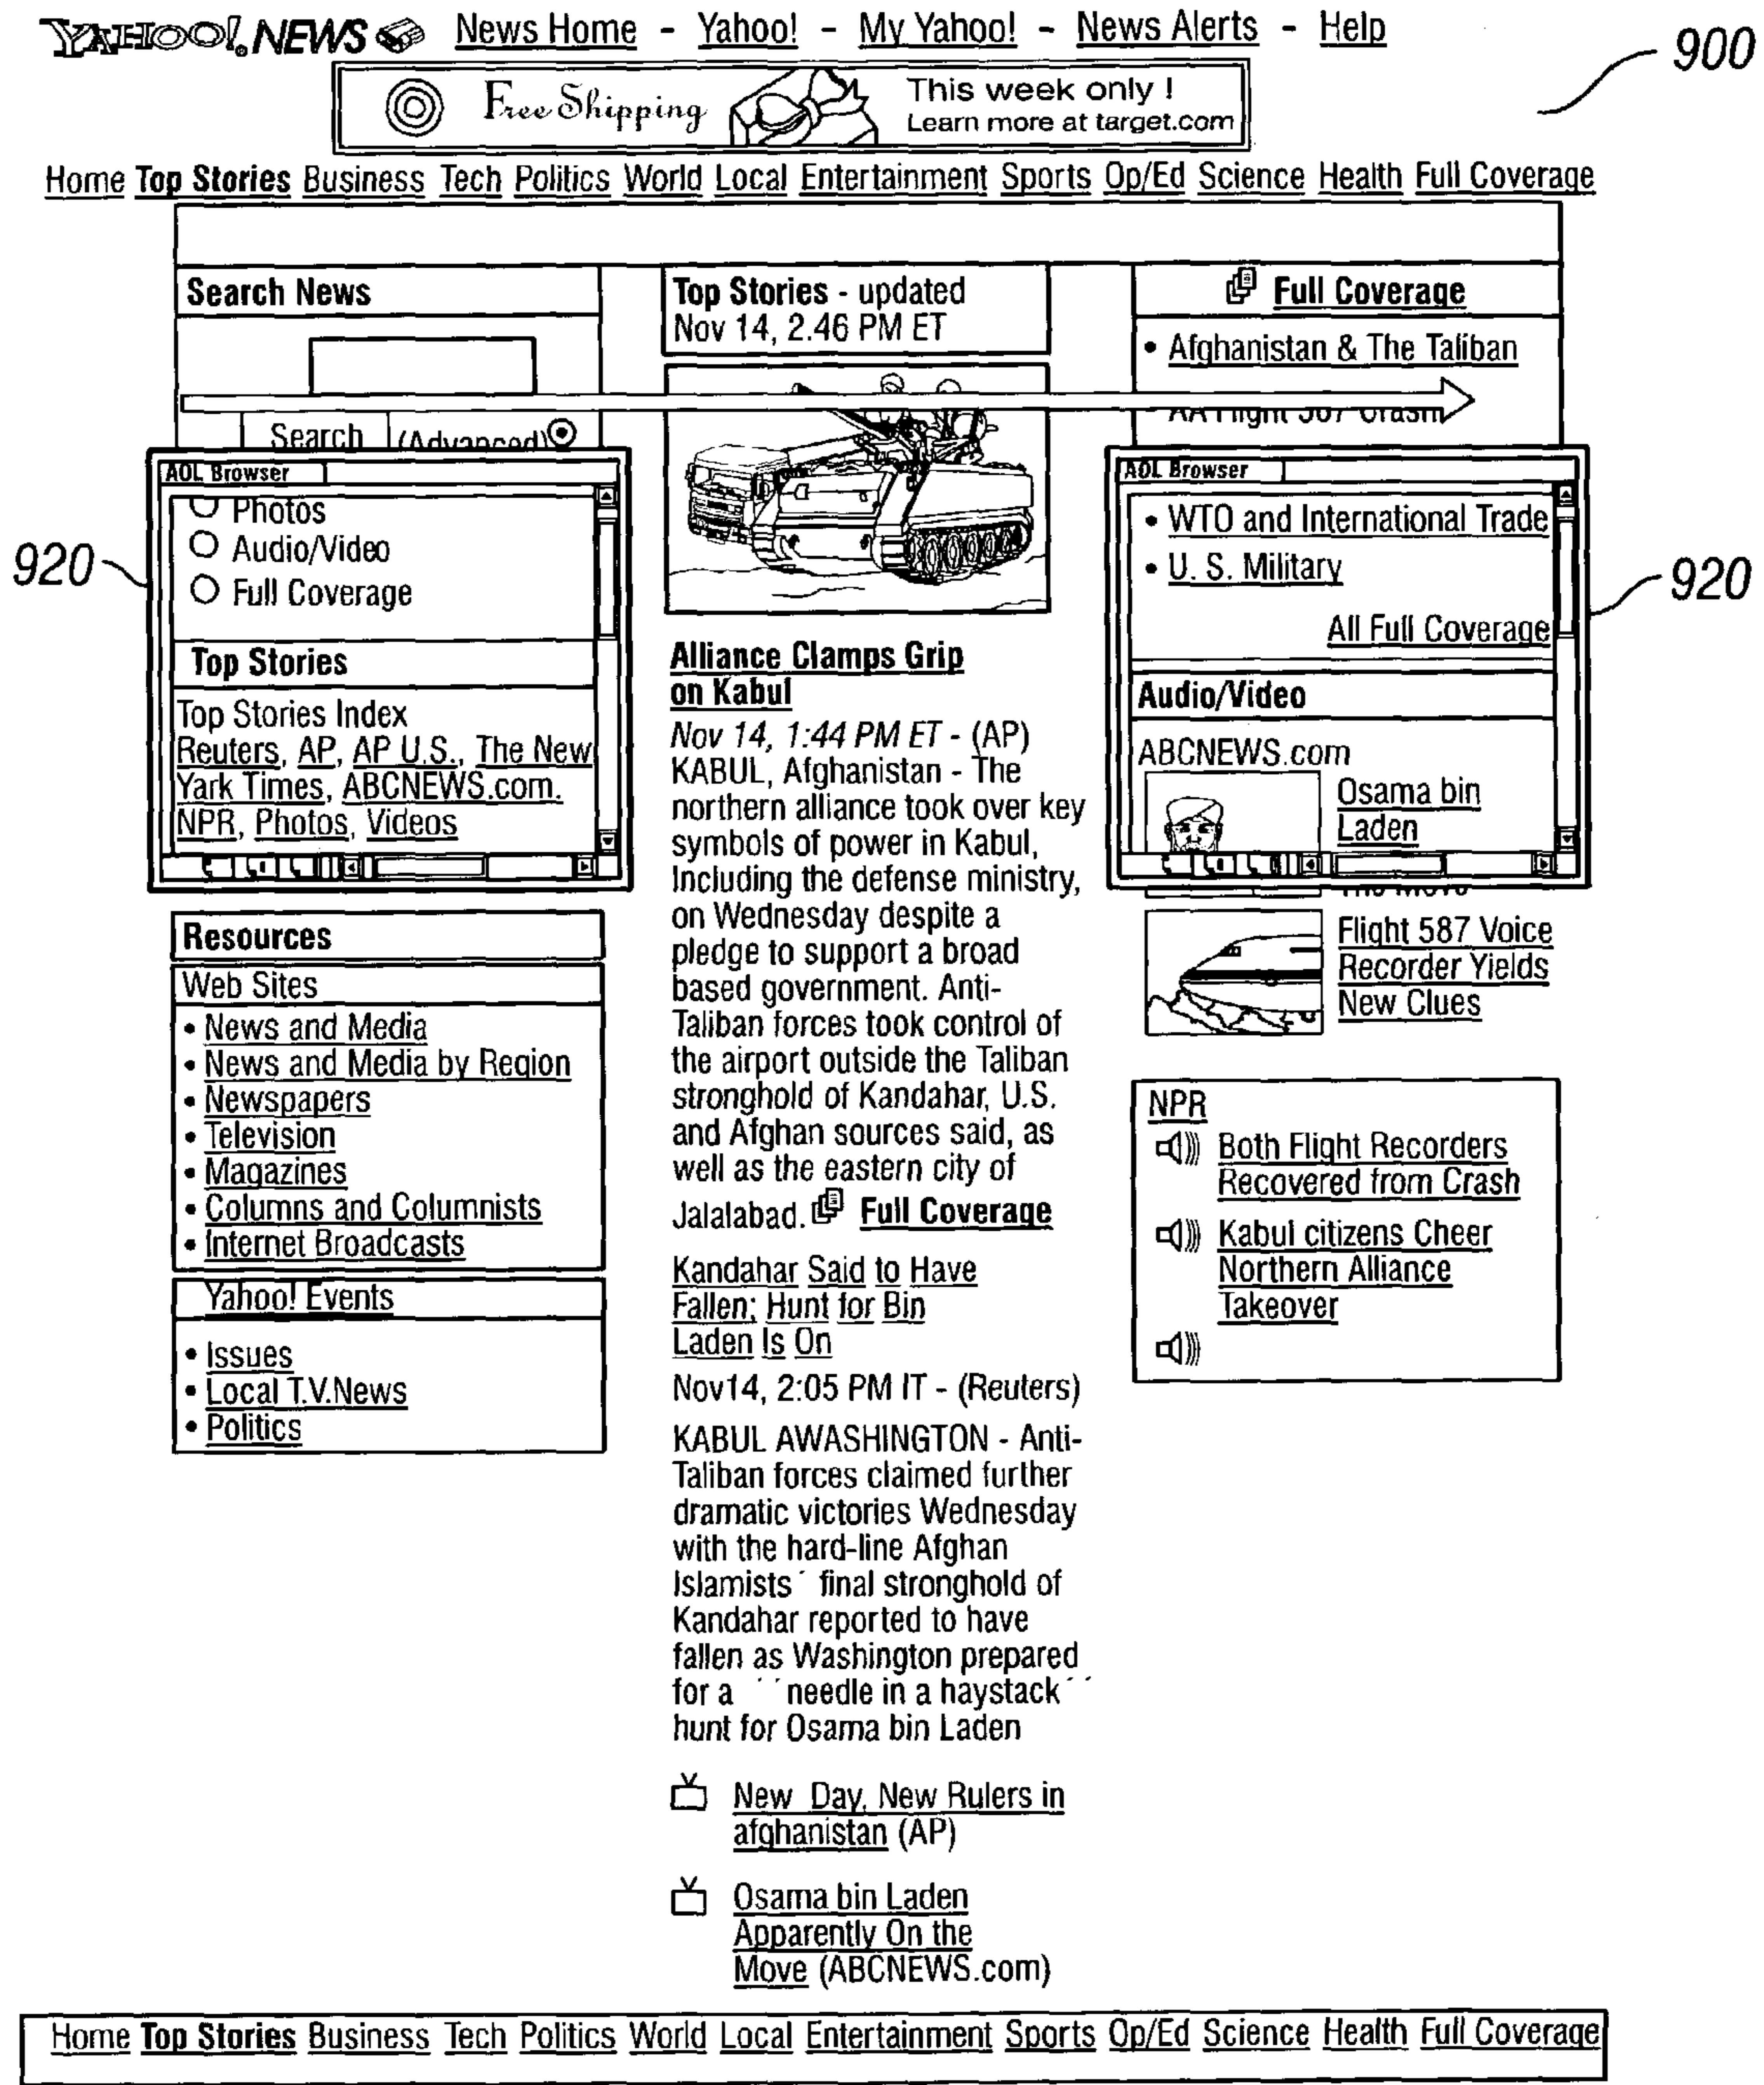 YAHOO!. NEWS News Home - Yahoo! - My Yahoo! - News Alerts - Help
900
Free Shipping
This week only !
Learn more at target.com
Home Top Stories Business Tech Politics World Local Entertainment Sports Op/Ed Science Health Full Coverage
Search News
Search (Advanced)
920
AOL Browser
Photos
Audio/Video
Full Coverage
Top Stories
Top Stories Index
Reuters, AP, AP U.S., The New
Yark Times, ABCNEWS.com.
NPR, Photos, Videos
Resources
Web Sites
• News and Media
• News and Media by Region
• Newspapers
• Television
• Magazines
• Columns and Columnists
• Internet Broadcasts
Yahoo! Events
• Issues
• Local T.V.News
• Politics
Top Stories - updated
Nov 14, 2.46 PM ET
Alliance Clamps Grip
on Kabul
Nov 14, 1:44 PM ET - (AP)
KABUL, Afghanistan - The
northern alliance took over key
symbols of power in Kabul,
Including the defense ministry,
on Wednesday despite a
pledge to support a broad
based government. Anti-
Taliban forces took control of
the airport outside the Taliban
stronghold of Kandahar, U.S.
and Afghan sources said, as
well as the eastern city of
Jalalabad. Full Coverage
Kandahar Said to Have
Fallen; Hunt for Bin
Laden Is On
Nov14, 2:05 PM IT - (Reuters)
KABUL AWASHINGTON - Anti-
Taliban forces claimed further
dramatic victories Wednesday
with the hard-line Afghan
Islamists´ final stronghold of
Kandahar reported to have
fallen as Washington prepared
for a ´´needle in a haystack´´
hunt for Osama bin Laden
New Day, New Rulers in
afghanistan (AP)
Osama bin Laden
Apparently On the
Move (ABCNEWS.com)
Full Coverage
• Afghanistan & The Taliban
AA Flight 587 Crash
AOL Browser
• WTO and International Trade
• U. S. Military
All Full Coverage
920
Audio/Video
ABCNEWS.com
Osama bin
Laden
The Move
Flight 587 Voice
Recorder Yields
New Clues
NPR
Both Flight Recorders
Recovered from Crash
Kabul citizens Cheer
Northern Alliance
Takeover
Home Top Stories Business Tech Politics World Local Entertainment Sports Op/Ed Science Health Full Coverage